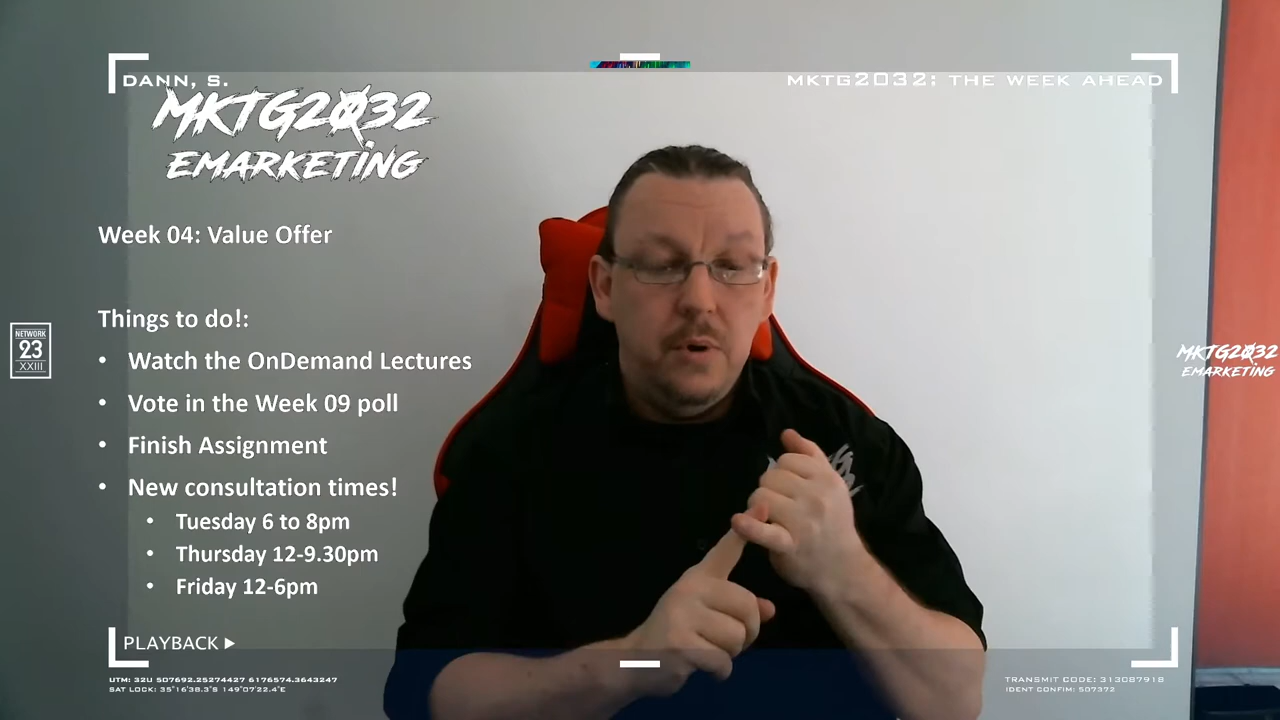 DANN, S.
MKTG2032: THE WEEK AHEAD
MKTG2032
EMARKETING
Week 04: Value Offer
Things to do!:
• Watch the OnDemand Lectures
• Vote in the Week 09 poll
• Finish Assignment
• New consultation times!
• Tuesday 6 to 8pm
• Thursday 12-9.30pm
• Friday 12-6pm
NETWORK
23
XXIII
MKTG2032
EMARKETING
PLAYBACK
UTM: 32U 507692.25274427 6176574.3643247
SAT LOCK: 35°16'38.3"S 149°07'22.4"E
TRANSMIT CODE: 313087918
IDENT CONFIM: 507372